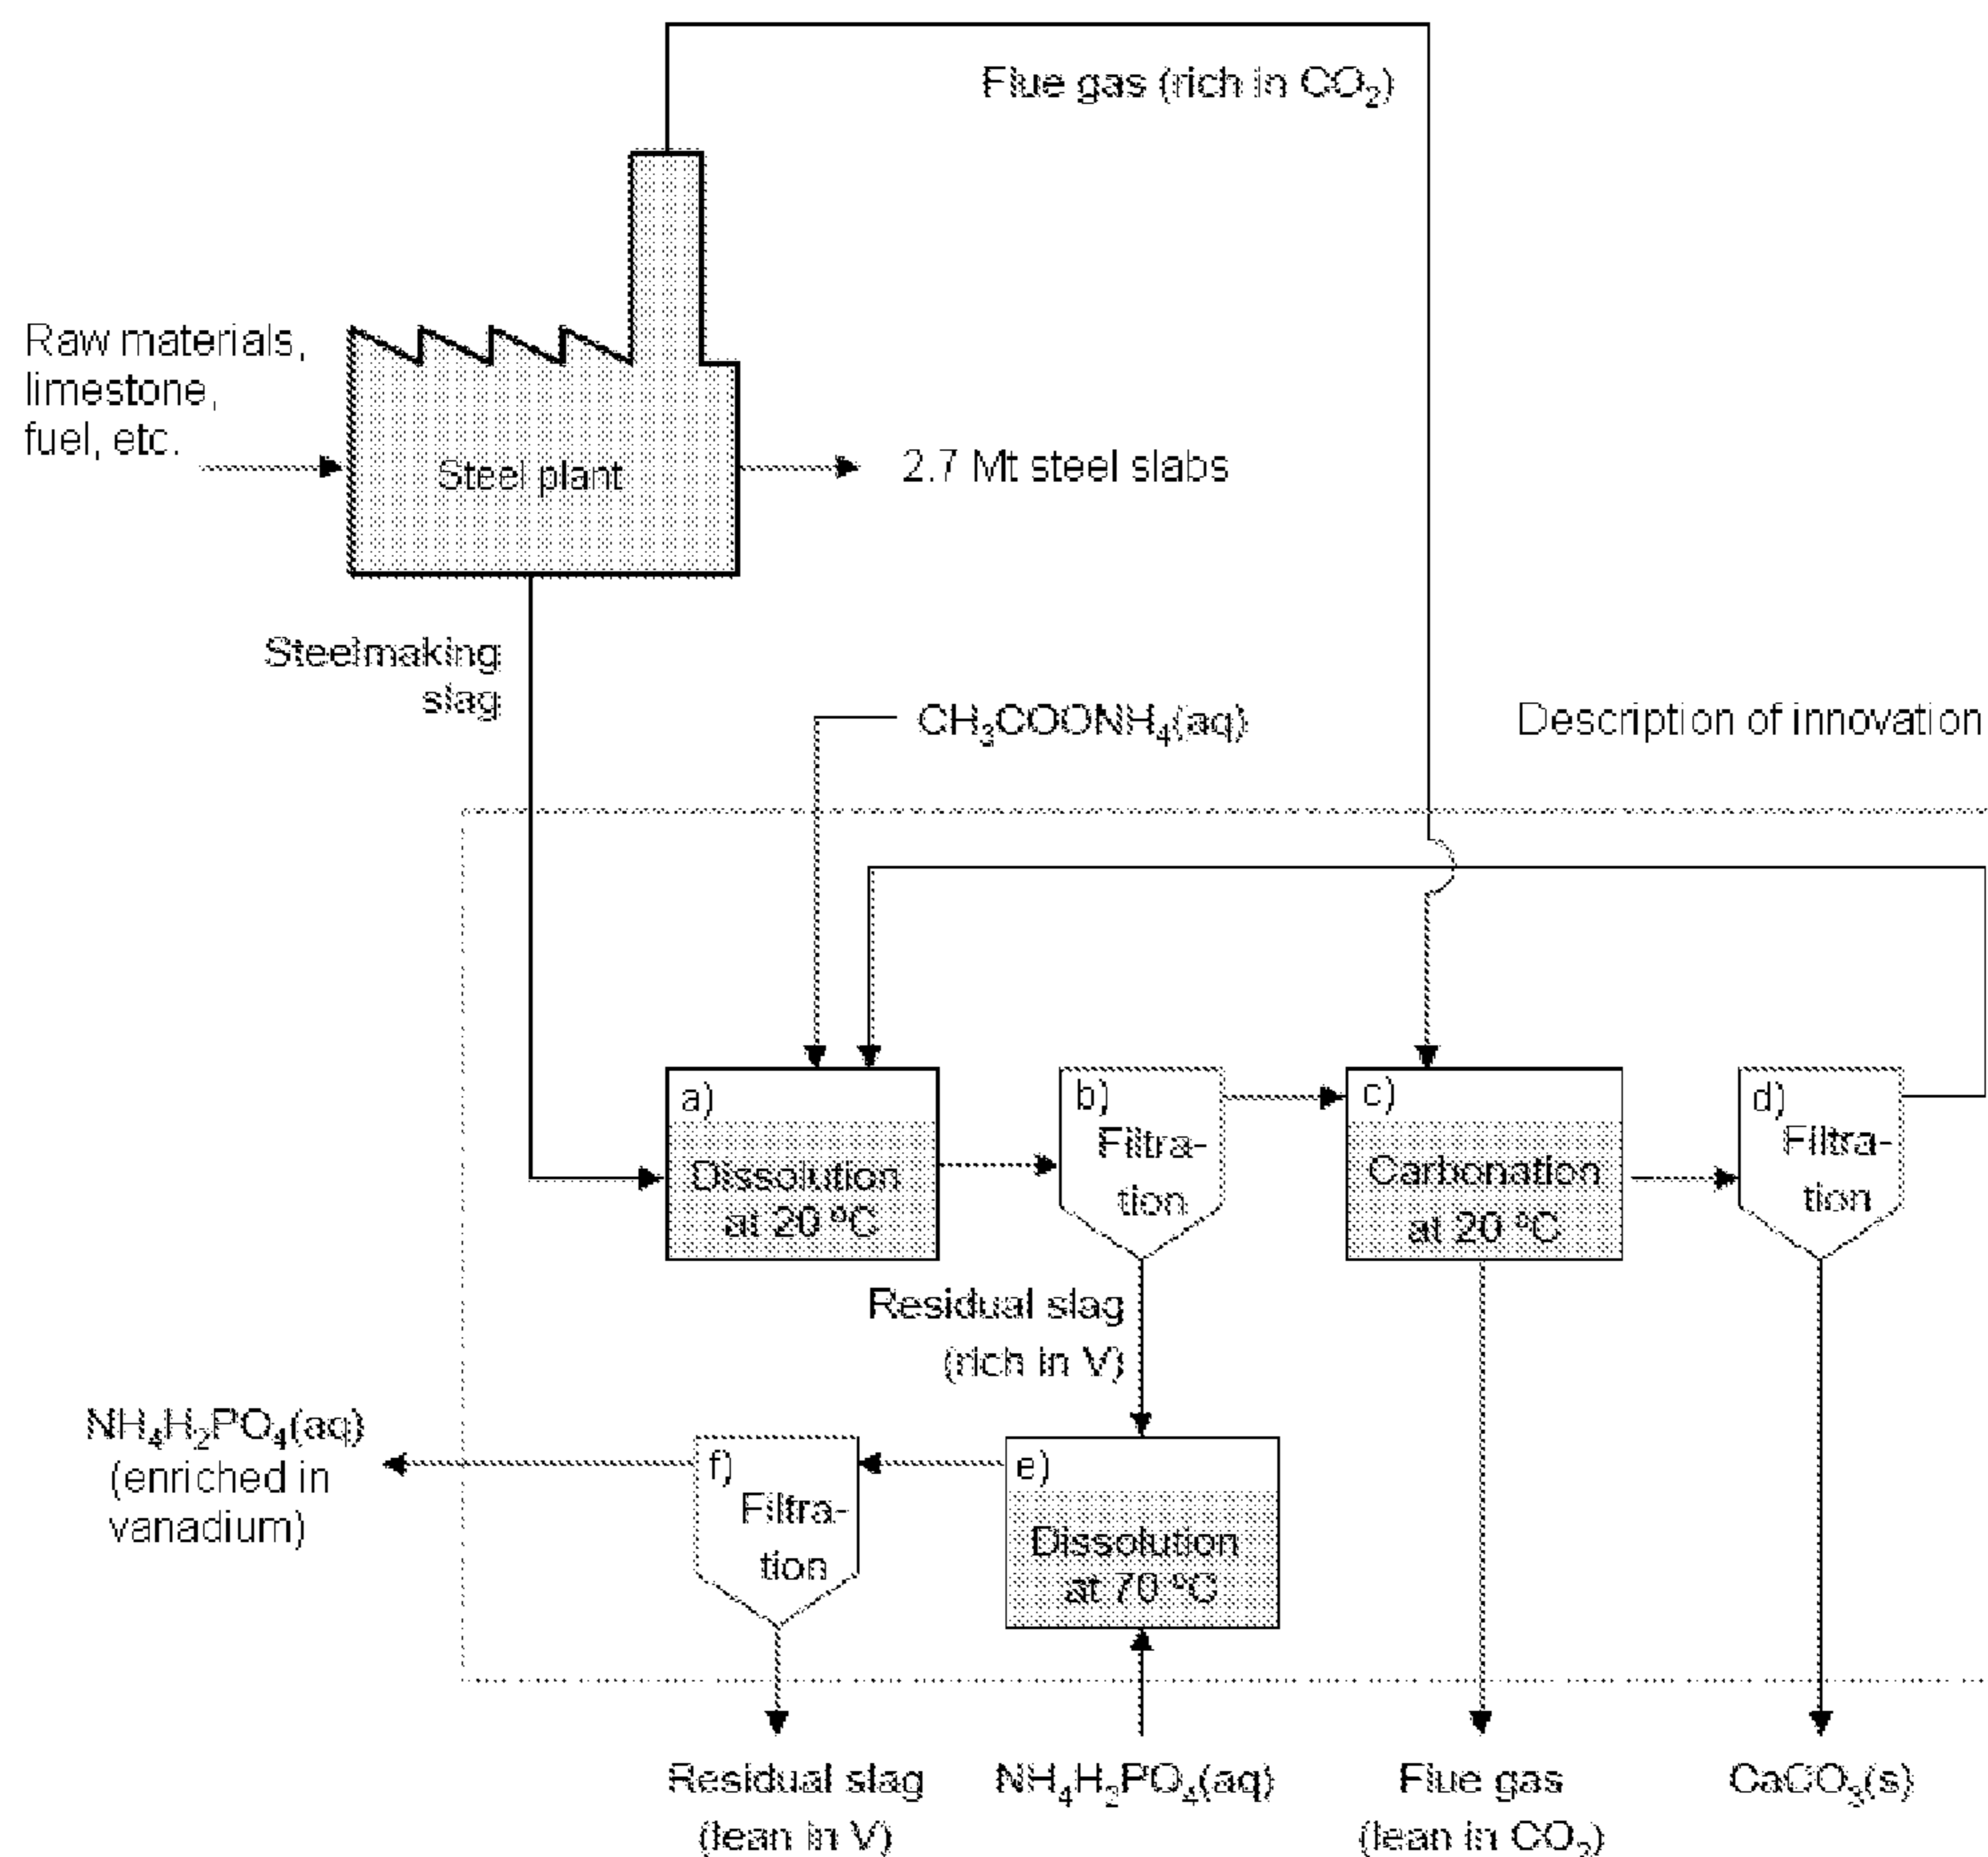 Flue gas (rich in CO₂)
Raw materials,
limestone,
fuel, etc.
Steel plant
2.7 Mt steel slabs
Steelmaking
slag
CH₃COONH₄(aq)
Description of innovation
a)
Dissolution
at 20 ºC
b)
Filtra-
tion
c)
Carbonation
at 20 ºC
d)
Filtra-
tion
Residual slag
(rich in V)
NH₄H₂PO₄(aq)
(enriched in
vanadium)
f)
Filtra-
tion
e)
Dissolution
at 70 ºC
Residual slag
(lean in V)
NH₄H₂PO₄(aq)
Flue gas
(lean in CO₂)
CaCO₃(s)